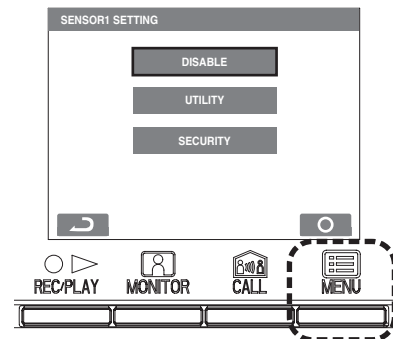 SENSOR1 SETTING
DISABLE
UTILITY
SECURITY
REC/PLAY MONITOR CALL MENU